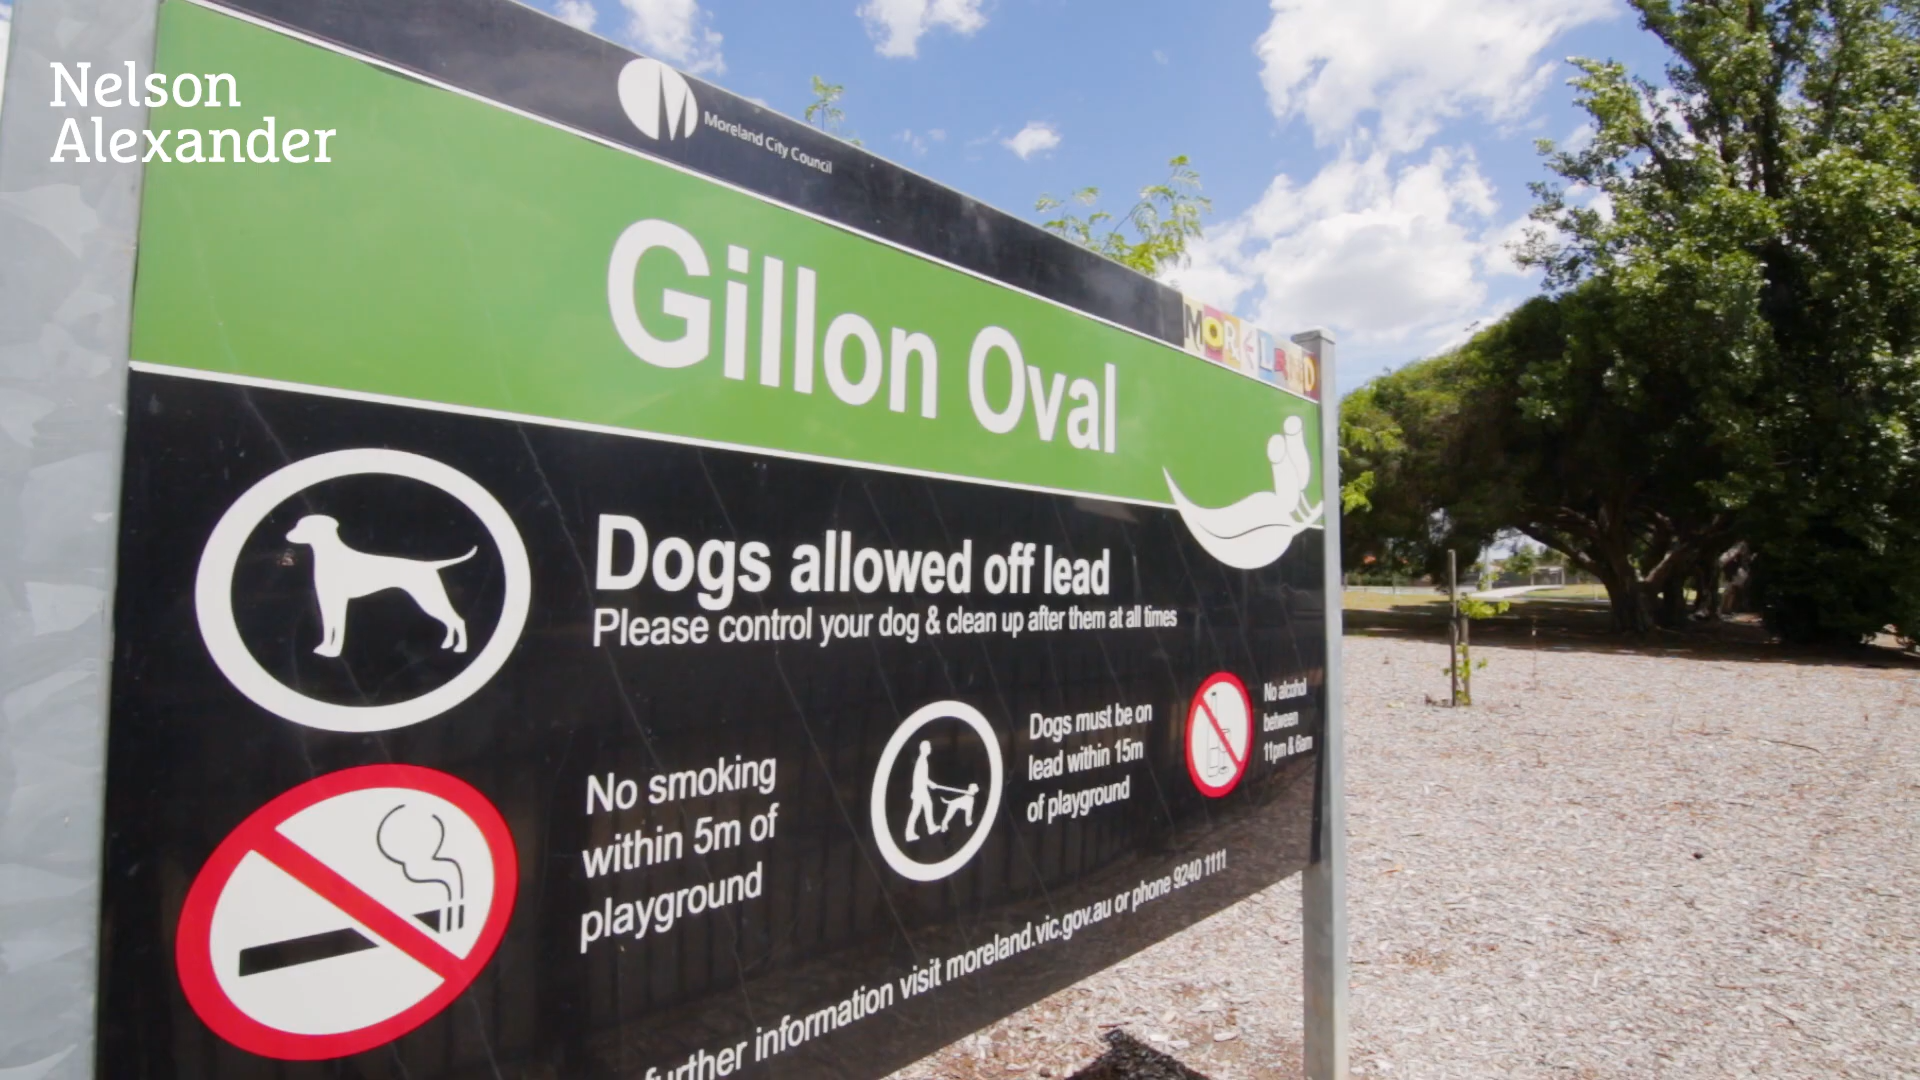 Nelson
Alexander
Moreland City Council
Gillon Oval
MORELAND
Dogs allowed off lead
Please control your dog & clean up after them at all times
No smoking
within 5m of
playground
Dogs must be on
lead within 15m
of playground
No alcohol
between
11pm & 6am
further information visit moreland.vic.gov.au or phone 9240 1111